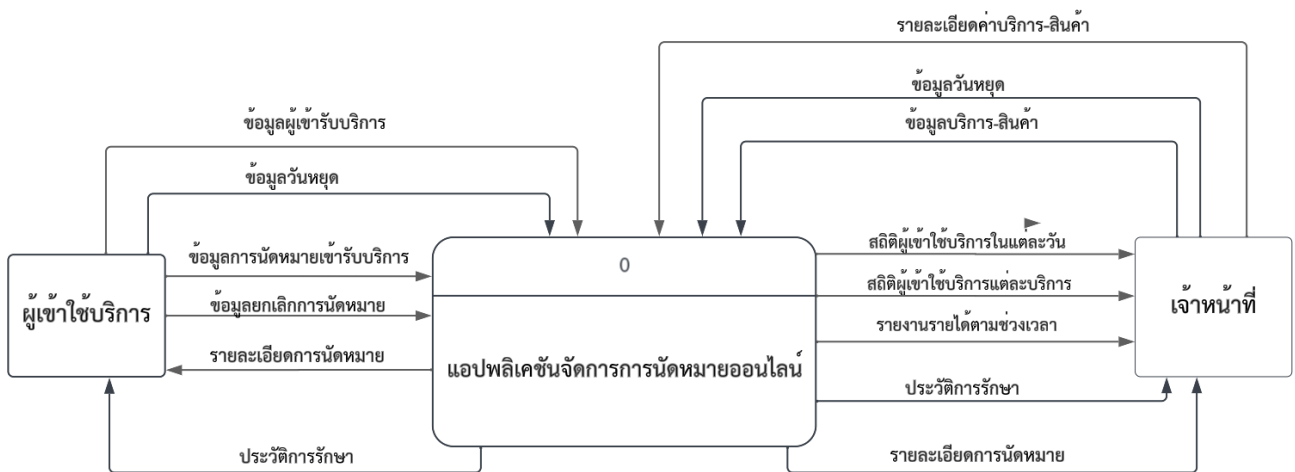 รายละเอียดค่าบริการ-สินค้า
ข้อมูลวันหยุด
ข้อมูลบริการ-สินค้า
ข้อมูลผู้เข้ารับบริการ
ข้อมูลวันหยุด
ข้อมูลการนัดหมายเข้ารับบริการ
ข้อมูลยกเลิกการนัดหมาย
รายละเอียดการนัดหมาย
ประวัติการรักษา
ผู้เข้าใช้บริการ
0
แอปพลิเคชันจัดการการนัดหมายออนไลน์
สถิติผู้เข้าใช้บริการในแต่ละวัน
สถิติผู้เข้าใช้บริการแต่ละบริการ
รายงานรายได้ตามช่วงเวลา
ประวัติการรักษา
รายละเอียดการนัดหมาย
เจ้าหน้าที่